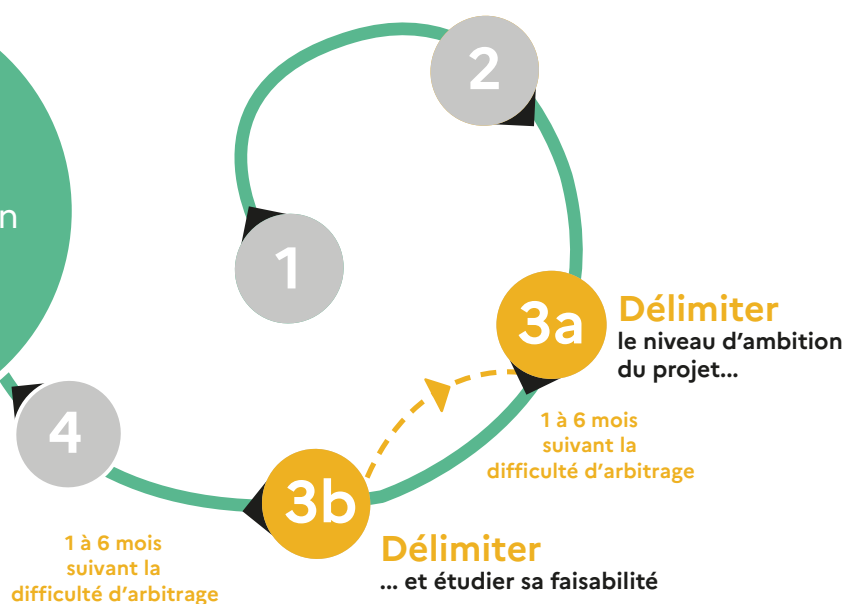 2
n
1
3a
Délimiter
le niveau d’ambition
du projet...
1 à 6 mois
suivant la
difficulté d’arbitrage
4
3b
Délimiter
... et étudier sa faisabilité
1 à 6 mois
suivant la
difficulté d’arbitrage